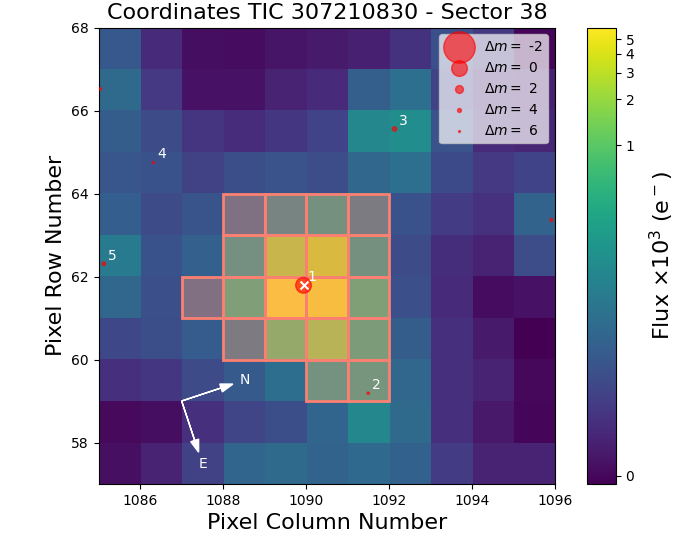 Coordinates TIC 307210830 - Sector 38
Δm = -2
Δm = 0
Δm = 2
Δm = 4
Δm = 6
68
66
64
62
60
58
Pixel Row Number
1
2
3
4
5
N
E
1086
1088
1090
1092
1094
1096
Pixel Column Number
5
4
3
2
1
0
Flux ×10³ (e⁻)